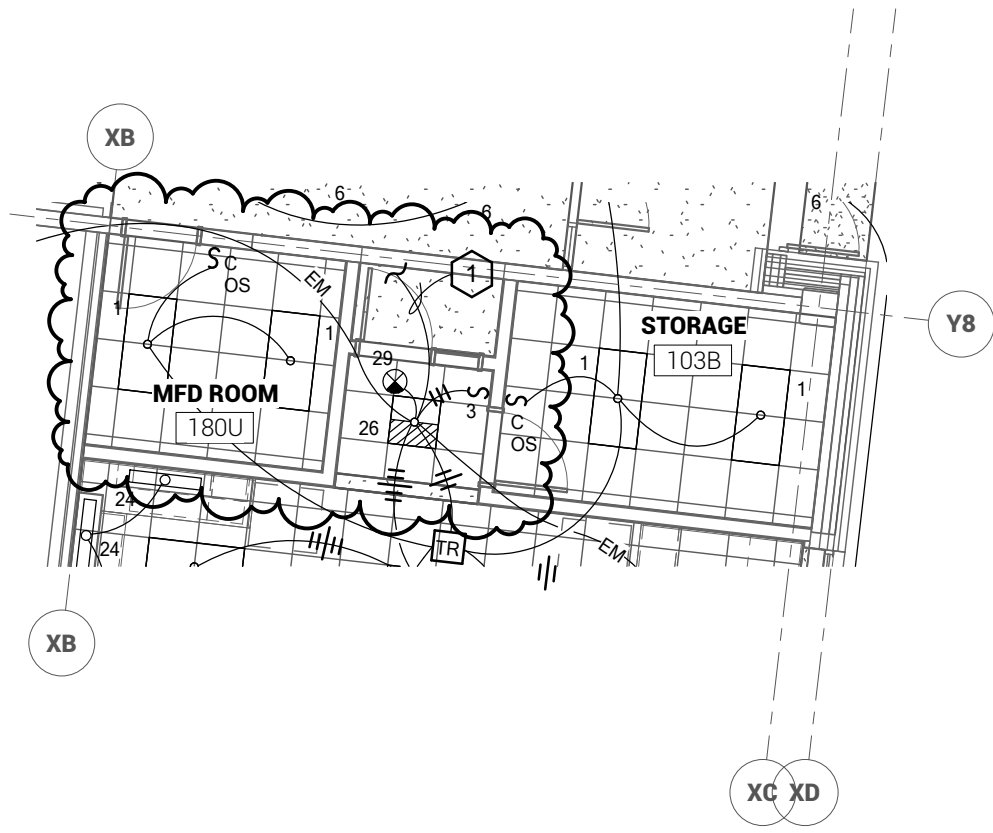 XB
6
6
6
C
OS
EM
1
1
1
Y8
STORAGE
103B
29
1
1
MFD ROOM
180U
3
C
OS
26
24
24
TR
EM
XB
XC
XD